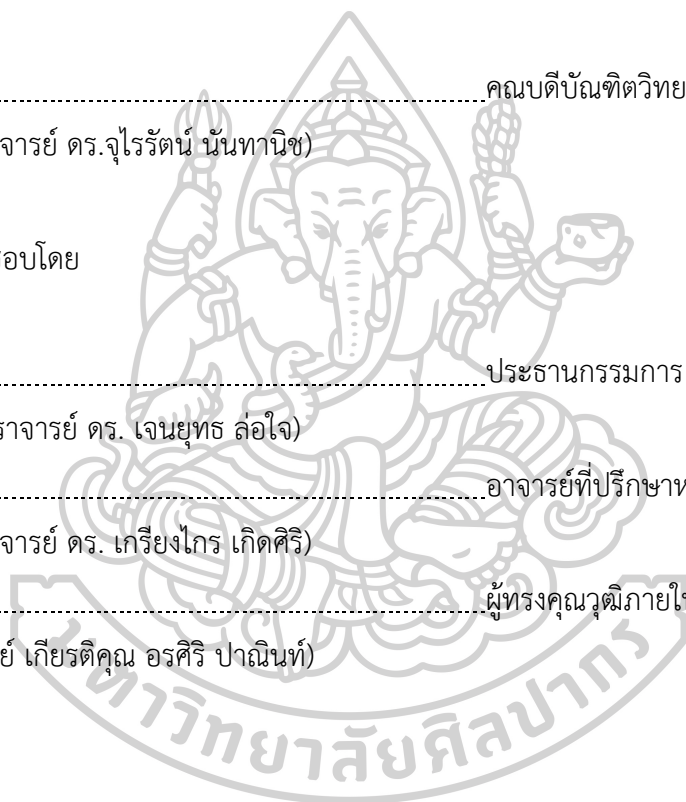 คณบดีบัณฑิตวิทย
จารย์ ดร.จุไรรัตน์ นันทานิช)
อบโดย
ประธานกรรมการ
ราจารย์ ดร. เจนยุทธ ล่อใจ)
อาจารย์ที่ปรึกษาห
จารย์ ดร. เกรียงไกร เกิดศิริ)
ผู้ทรงคุณวุฒิภายใ
ย์ เกียรติคุณ อรศิริ ปาณินท์)
มหาวิทยาลัยศิลปากร